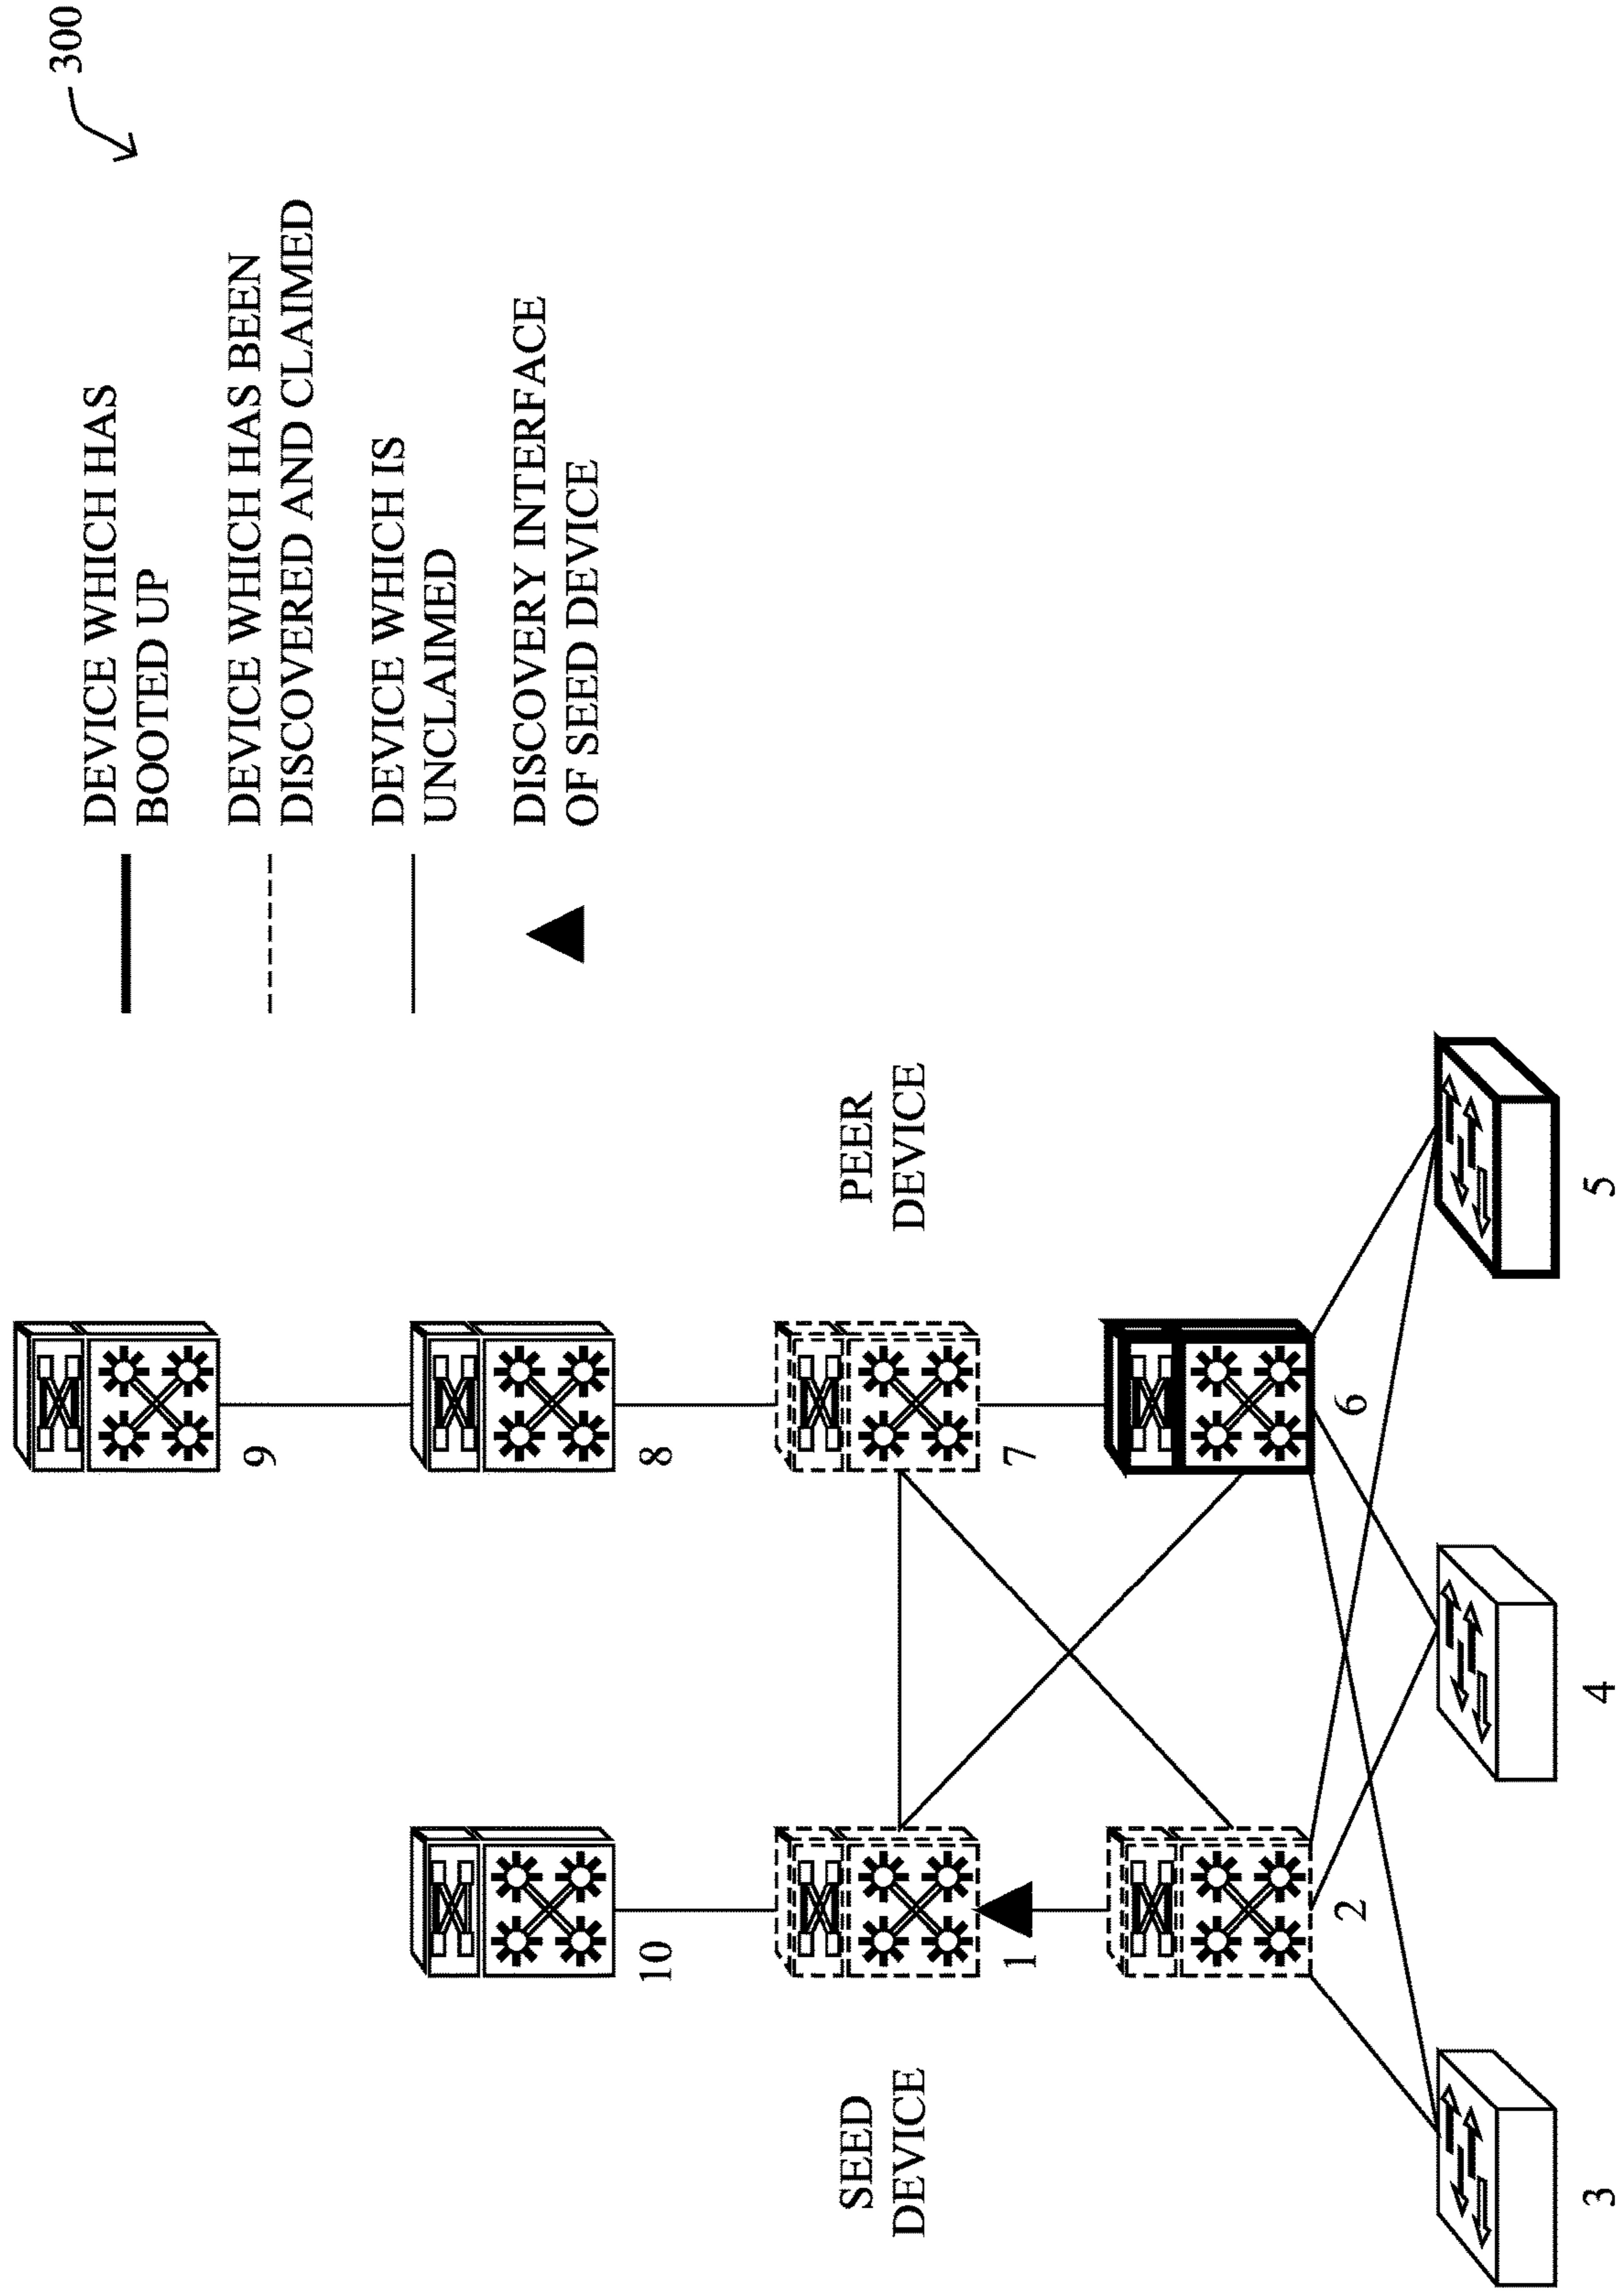 300
DEVICE WHICH HAS
BOOTED UP
DEVICE WHICH HAS BEEN
DISCOVERED AND CLAIMED
DEVICE WHICH IS
UNCLAIMED
DISCOVERY INTERFACE
OF SEED DEVICE
9
10
8
SEED
DEVICE
PEER
DEVICE
1
7
2
6
3
4
5